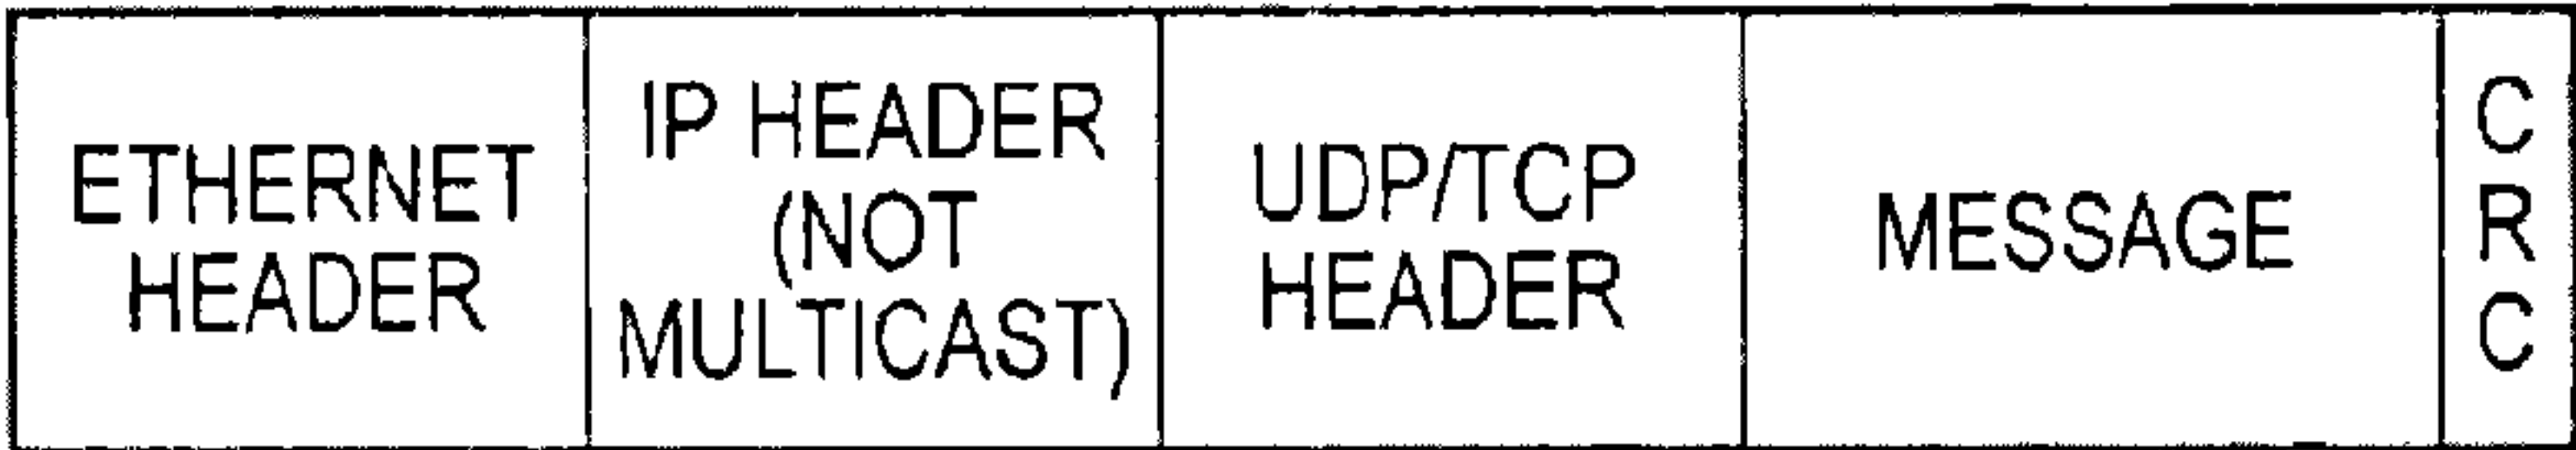 ETHERNET
HEADER
IP HEADER
(NOT
MULTICAST)
UDP/TCP
HEADER
MESSAGE
C
R
C